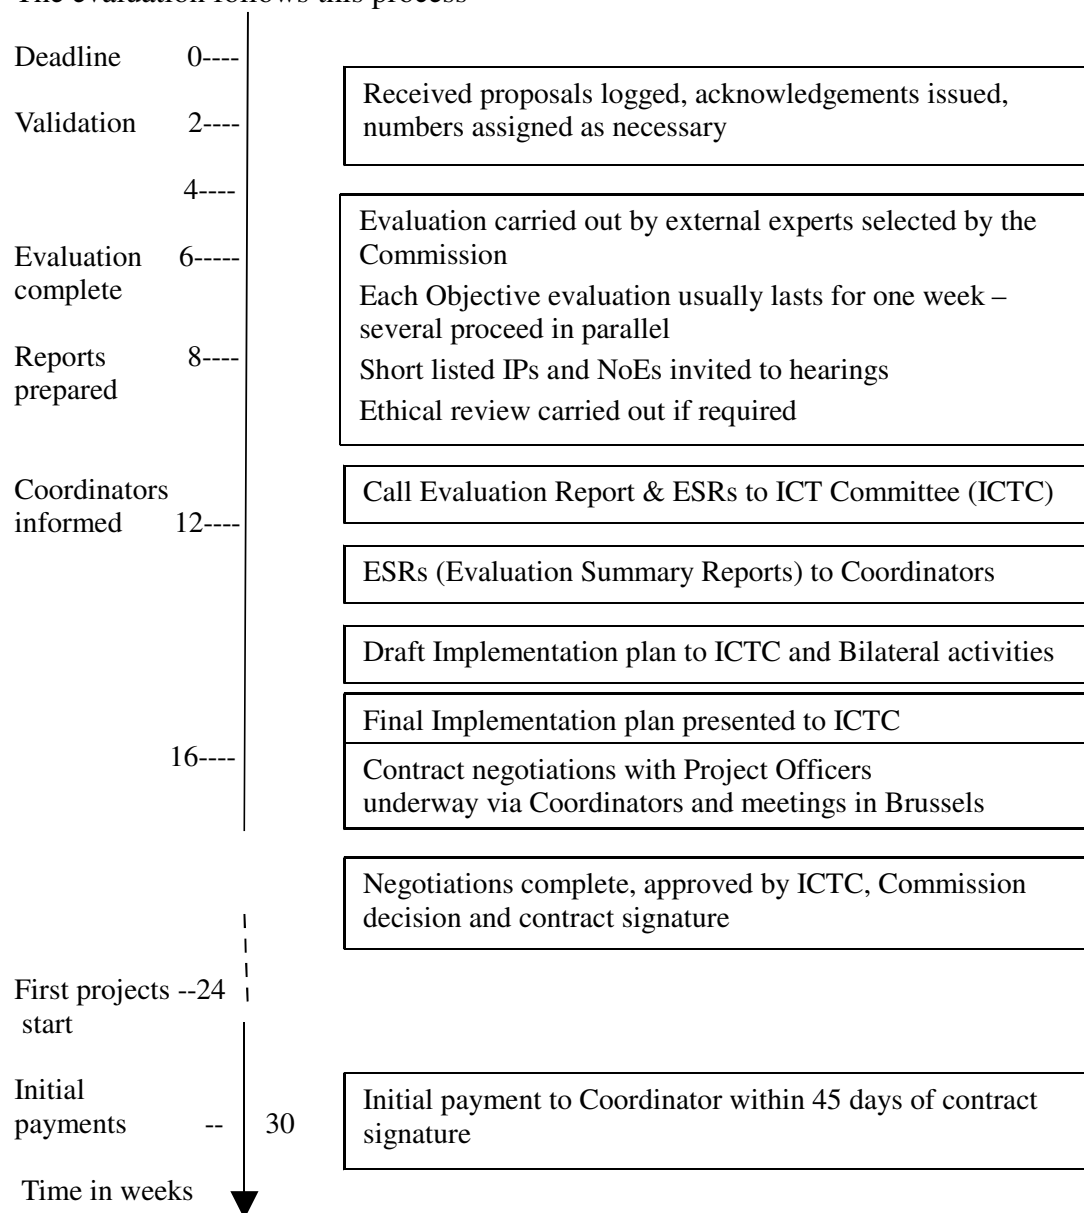 The evaluation follows this process
Deadline 0----
Received proposals logged, acknowledgements issued,
Validation 2----
numbers assigned as necessary
4----
Evaluation carried out by external experts selected by the
Evaluation 6-----
Commission
complete
Each Objective evaluation usually lasts for one week –
several proceed in parallel
Reports 8----
prepared
Short listed IPs and NoEs invited to hearings
Ethical review carried out if required
Coordinators
informed 12----
Call Evaluation Report & ESRs to ICT Committee (ICTC)
ESRs (Evaluation Summary Reports) to Coordinators
Draft Implementation plan to ICTC and Bilateral activities
Final Implementation plan presented to ICTC
16----
Contract negotiations with Project Officers
underway via Coordinators and meetings in Brussels
Negotiations complete, approved by ICTC, Commission
decision and contract signature
First projects --24
start
Initial
payments -- 30
Initial payment to Coordinator within 45 days of contract
signature
Time in weeks